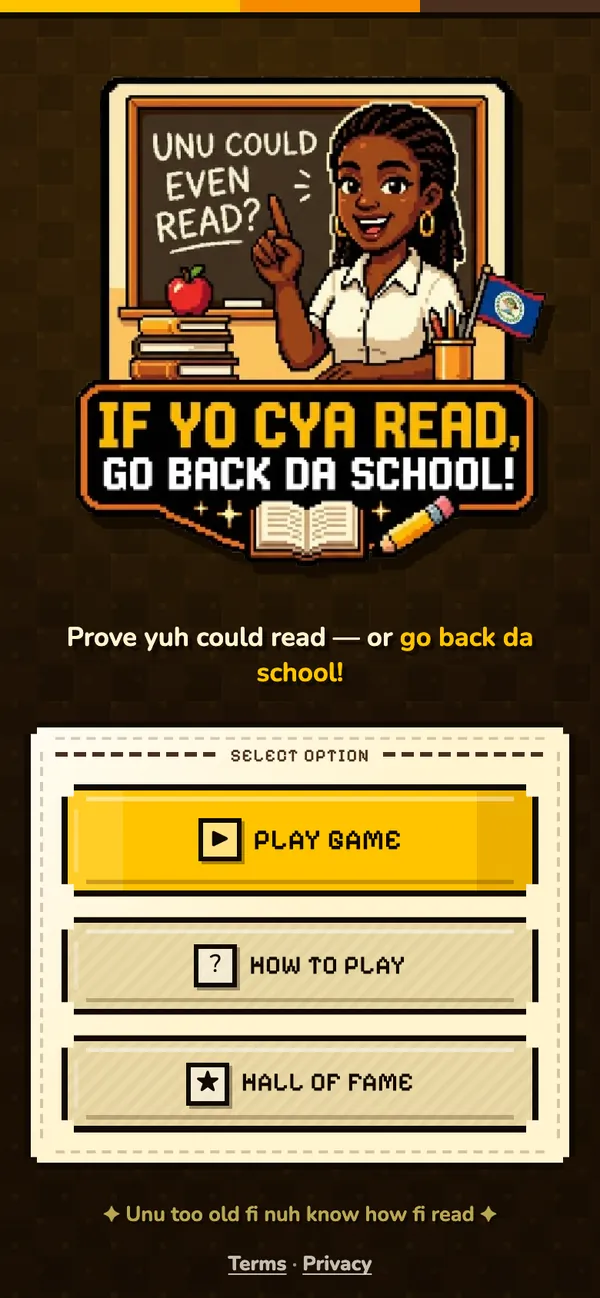 UNU COULD
EVEN
READ?
IF YO CYA READ,
GO BACK DA SCHOOL!
Prove yuh could read — or go back da
school!
SELECT OPTION
PLAY GAME
? HOW TO PLAY
HALL OF FAME
✦ Unu too old fi nuh know how fi read ✦
Terms · Privacy